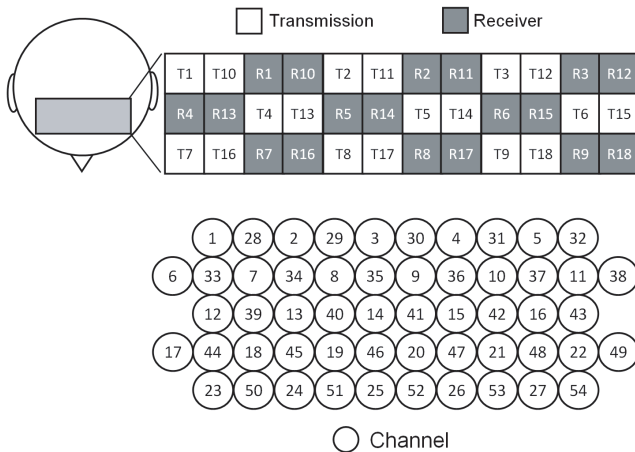 Transmission Receiver
T1 T10 R1 R10 T2 T11 R2 R11 T3 T12 R3 R12
R4 R13 T4 T13 R5 R14 T5 T14 R6 R15 T6 T15
T7 T16 R7 R16 T8 T17 R8 R17 T9 T18 R9 R18
1 28 2 29 3 30 4 31 5 32
6 33 7 34 8 35 9 36 10 37 11 38
12 39 13 40 14 41 15 42 16 43
17 44 18 45 19 46 20 47 21 48 22 49
23 50 24 51 25 52 26 53 27 54
Channel